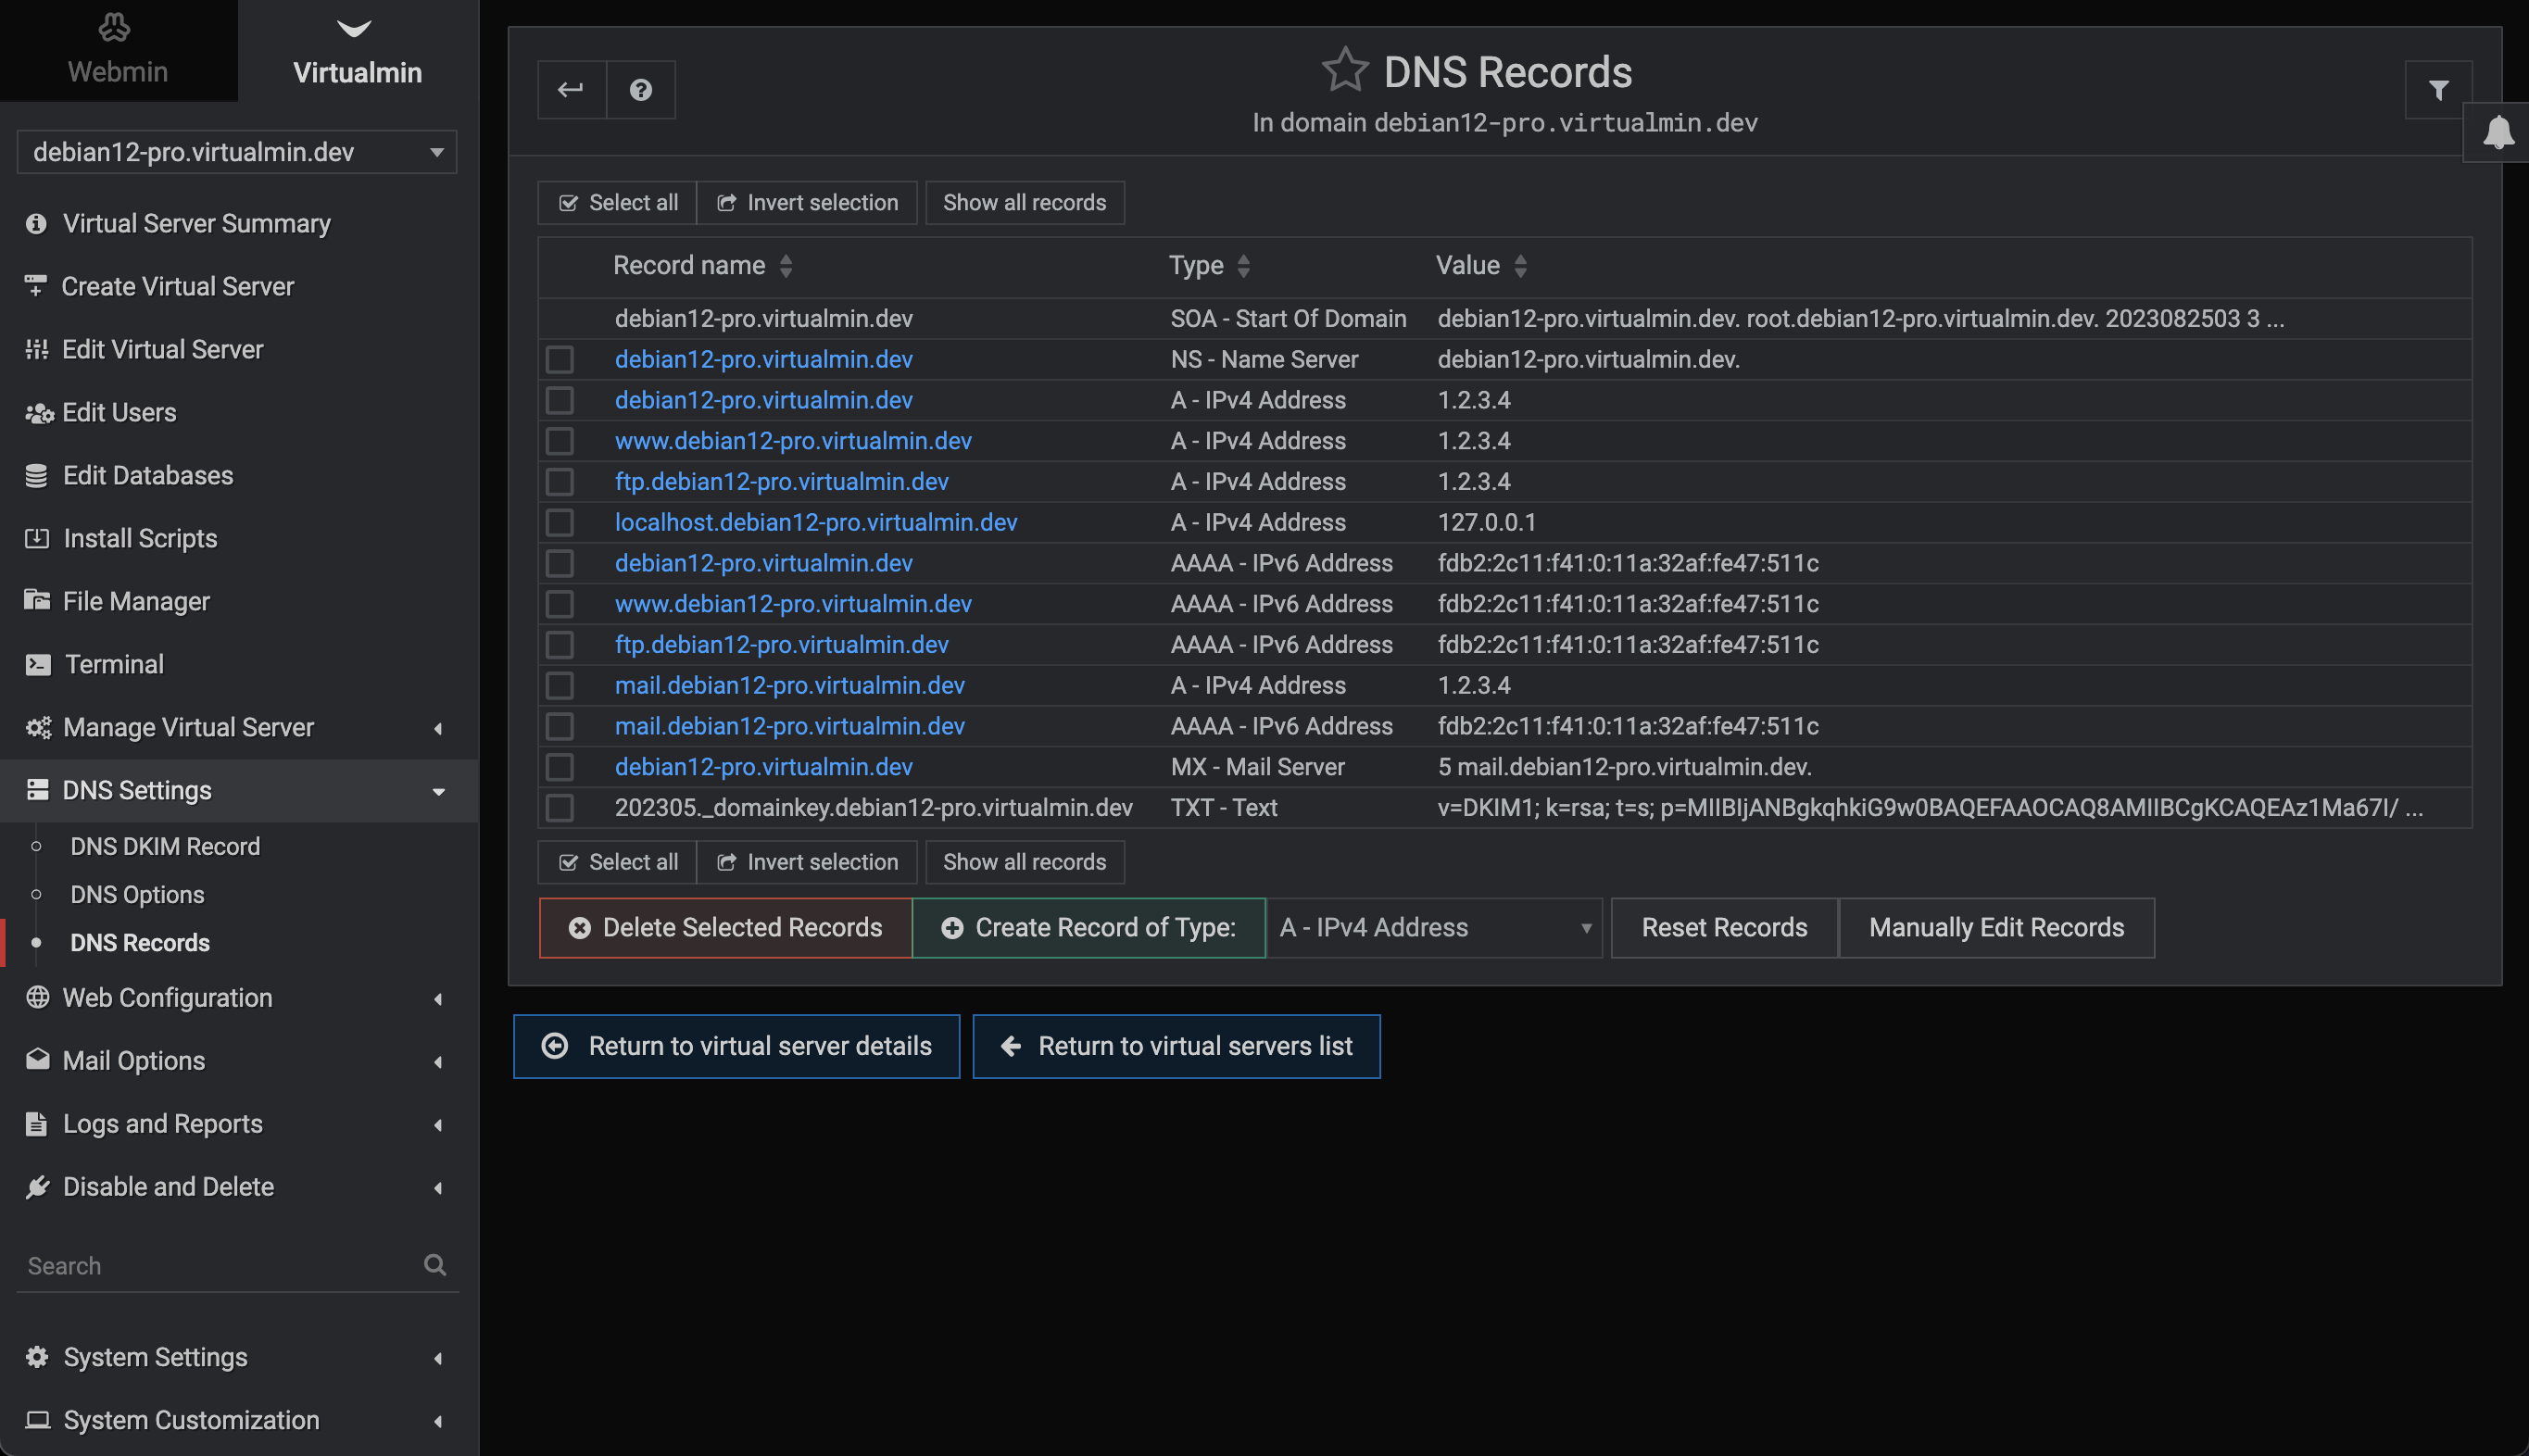 Webmin
Virtualmin
debian12-pro.virtualmin.dev
Virtual Server Summary
Create Virtual Server
Edit Virtual Server
Edit Users
Edit Databases
Install Scripts
File Manager
Terminal
Manage Virtual Server
DNS Settings
DNS DKIM Record
DNS Options
DNS Records
Web Configuration
Mail Options
Logs and Reports
Disable and Delete
Search
System Settings
System Customization
DNS Records
In domain debian12-pro.virtualmin.dev
Select all Invert selection Show all records
Record name Type Value
debian12-pro.virtualmin.dev SOA - Start Of Domain debian12-pro.virtualmin.dev. root.debian12-pro.virtualmin.dev. 2023082503 3 ...
debian12-pro.virtualmin.dev NS - Name Server debian12-pro.virtualmin.dev.
debian12-pro.virtualmin.dev A - IPv4 Address 1.2.3.4
www.debian12-pro.virtualmin.dev A - IPv4 Address 1.2.3.4
ftp.debian12-pro.virtualmin.dev A - IPv4 Address 1.2.3.4
localhost.debian12-pro.virtualmin.dev A - IPv4 Address 127.0.0.1
debian12-pro.virtualmin.dev AAAA - IPv6 Address fdb2:2c11:f41:0:11a:32af:fe47:511c
www.debian12-pro.virtualmin.dev AAAA - IPv6 Address fdb2:2c11:f41:0:11a:32af:fe47:511c
ftp.debian12-pro.virtualmin.dev AAAA - IPv6 Address fdb2:2c11:f41:0:11a:32af:fe47:511c
mail.debian12-pro.virtualmin.dev A - IPv4 Address 1.2.3.4
mail.debian12-pro.virtualmin.dev AAAA - IPv6 Address fdb2:2c11:f41:0:11a:32af:fe47:511c
debian12-pro.virtualmin.dev MX - Mail Server 5 mail.debian12-pro.virtualmin.dev.
202305._domainkey.debian12-pro.virtualmin.dev TXT - Text v=DKIM1; k=rsa; t=s; p=MIIBIjANBgkqhkiG9w0BAQEFAAOCAQ8AMIIBCgKCAQEAz1Ma67I/ ...
Select all Invert selection Show all records
Delete Selected Records Create Record of Type: A - IPv4 Address Reset Records Manually Edit Records
Return to virtual server details Return to virtual servers list